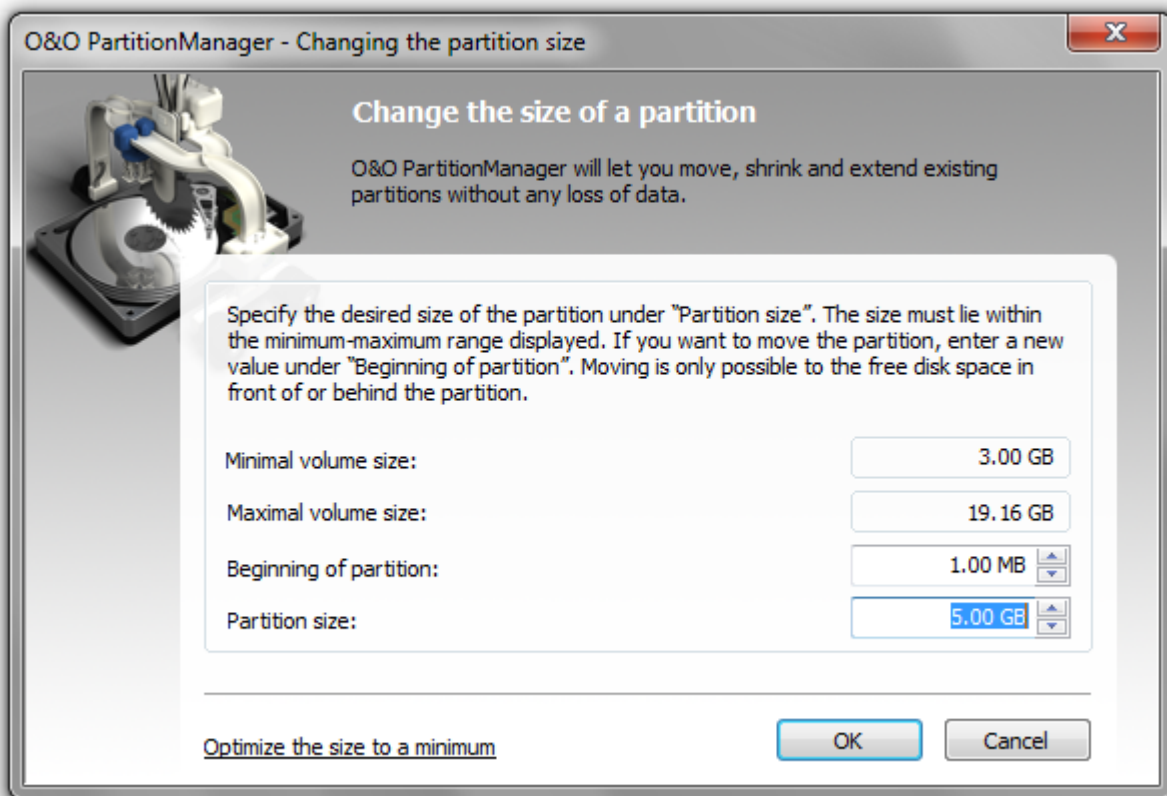 O&O PartitionManager - Changing the partition size
Change the size of a partition
O&O PartitionManager will let you move, shrink and extend existing
partitions without any loss of data.
Specify the desired size of the partition under "Partition size". The size must lie within
the minimum-maximum range displayed. If you want to move the partition, enter a new
value under "Beginning of partition". Moving is only possible to the free disk space in
front of or behind the partition.
Minimal volume size: 3.00 GB
Maximal volume size: 19.16 GB
Beginning of partition: 1.00 MB
Partition size: 5.00 GB
Optimize the size to a minimum OK Cancel